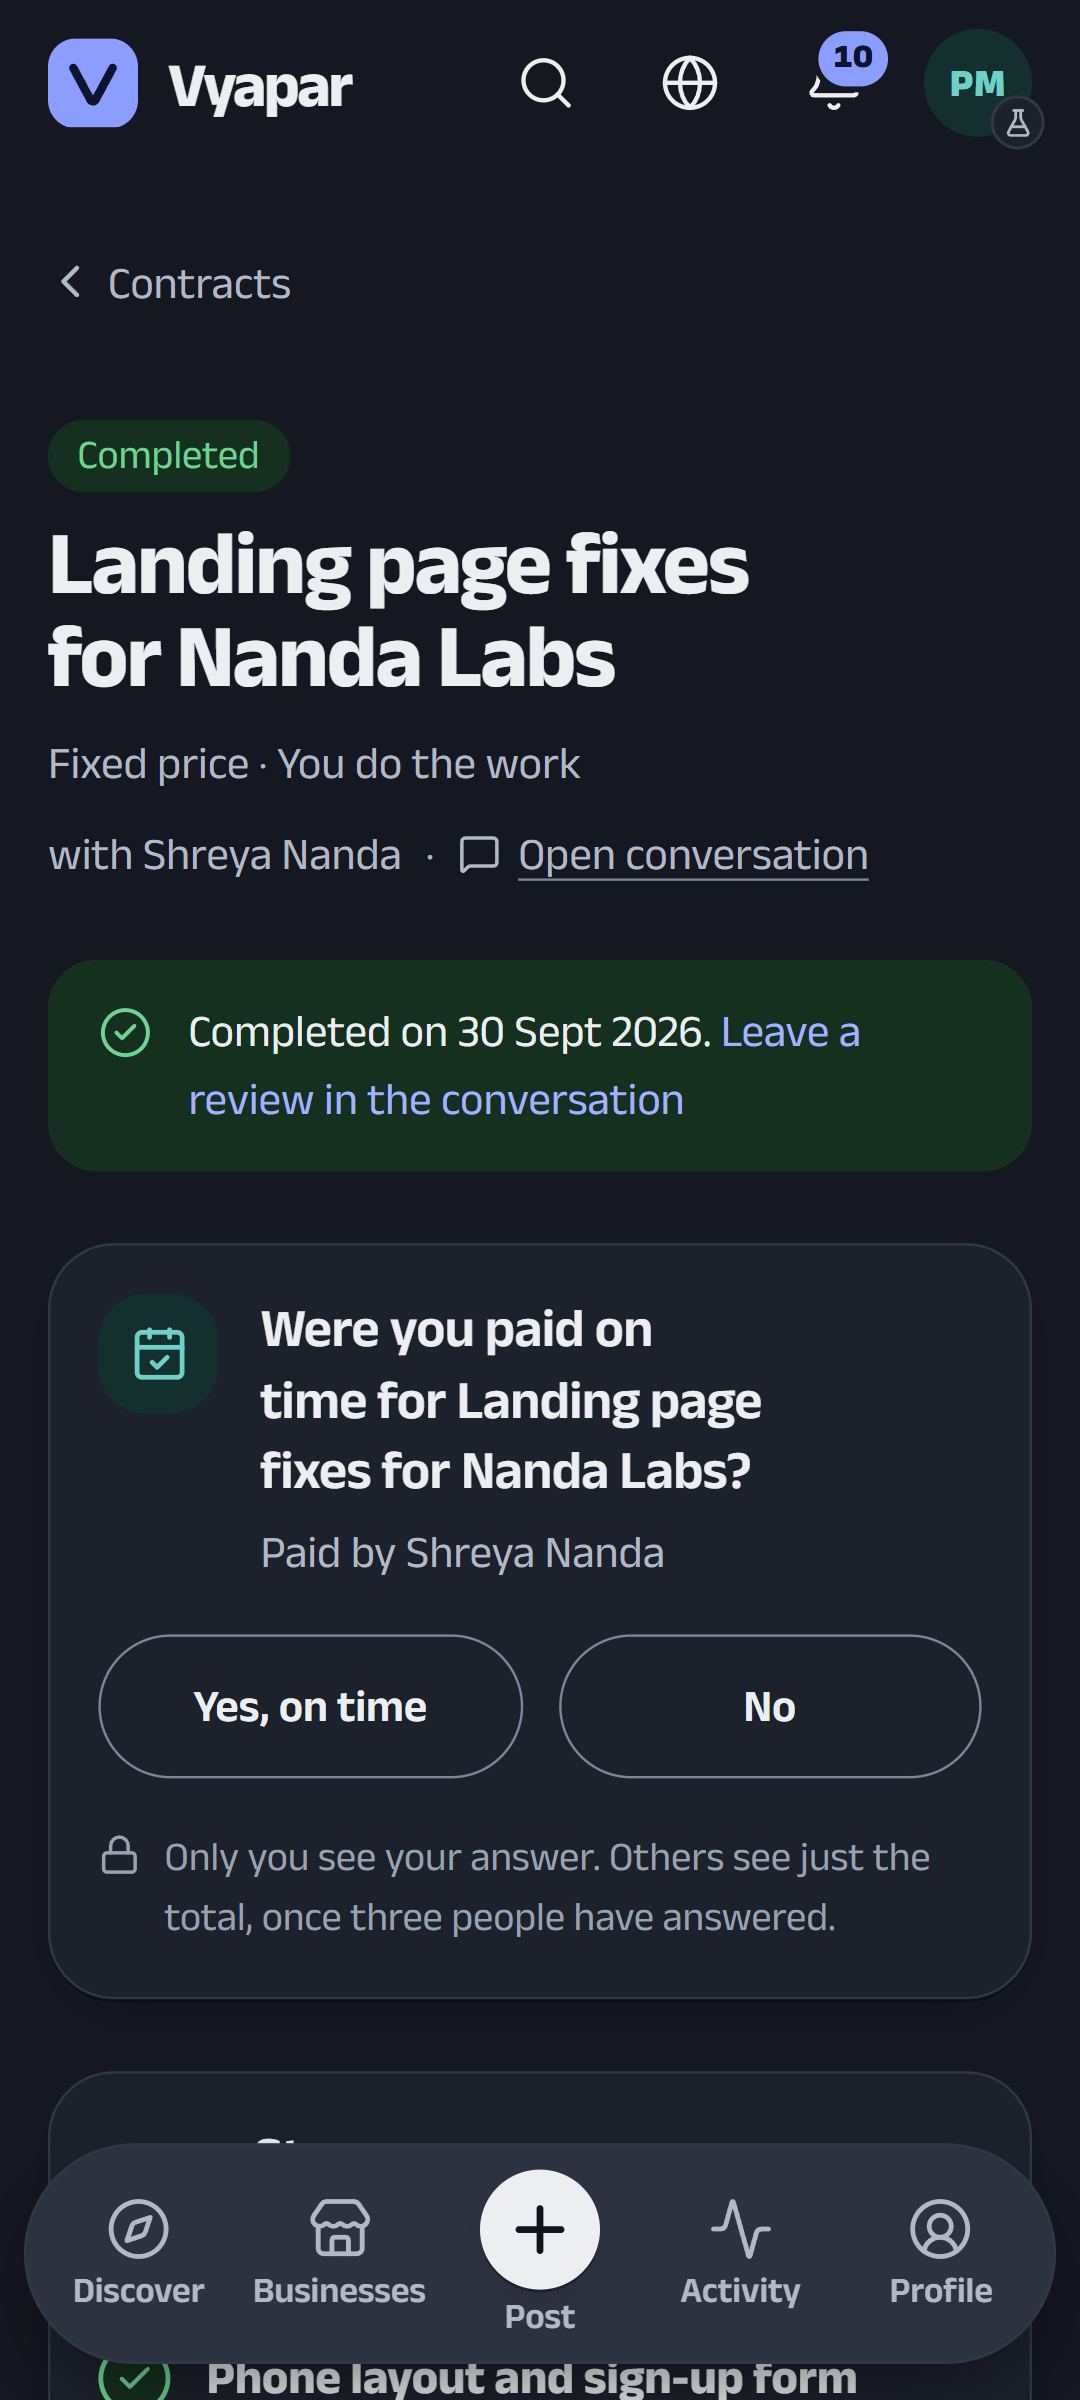 Vyapar
10
PM
Contracts
Completed
Landing page fixes
for Nanda Labs
Fixed price · You do the work
with Shreya Nanda · Open conversation
Completed on 30 Sept 2026. Leave a
review in the conversation
Were you paid on
time for Landing page
fixes for Nanda Labs?
Paid by Shreya Nanda
Yes, on time
No
Only you see your answer. Others see just the
total, once three people have answered.
Discover
Businesses
Post
Activity
Profile
Phone layout and sign-up form